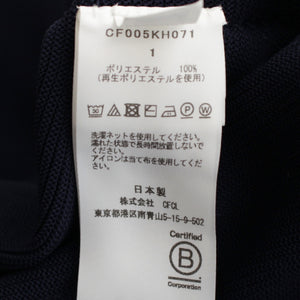 CF005KH071
1
ポリエステル 100%
(再生ポリエステルを使用)
洗濯ネットを使用してください。
濡れた状態で長時間放置しないで
ください。
アイロンは当て布を使用してください。
日本製
株式会社 CFCL
東京都港区南青山5-15-9-502
Certified
B
Corporation